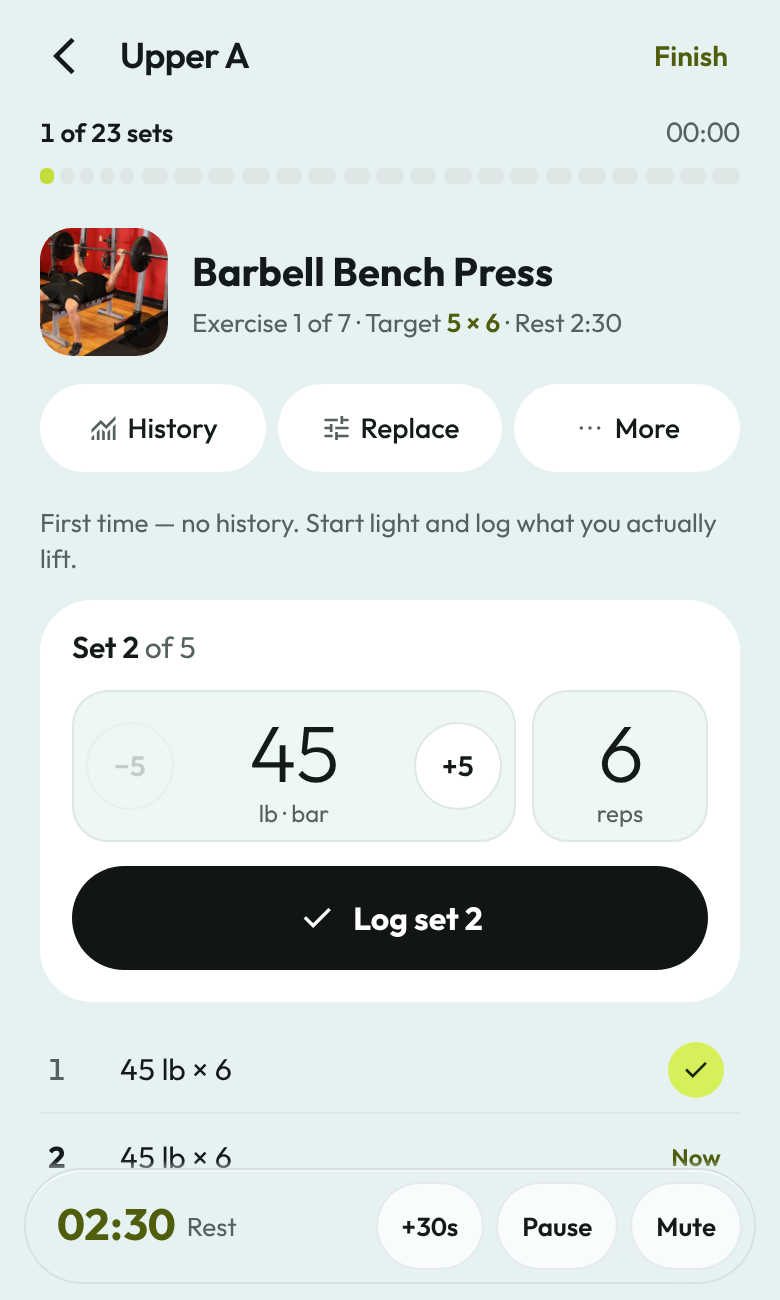 Upper A
Finish
1 of 23 sets
00:00
Barbell Bench Press
Exercise 1 of 7 · Target 5 × 6 · Rest 2:30
History
Replace
··· More
First time — no history. Start light and log what you actually
lift.
Set 2 of 5
−5
45
+5
lb · bar
6
reps
Log set 2
1 45 lb × 6
2 45 lb × 6 Now
02:30 Rest
+30s
Pause
Mute